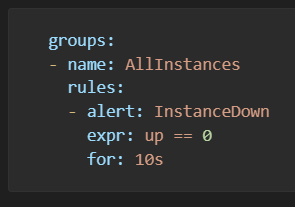 groups:
- name: AllInstances
  rules:
  - alert: InstanceDown
    expr: up == 0
    for: 10s